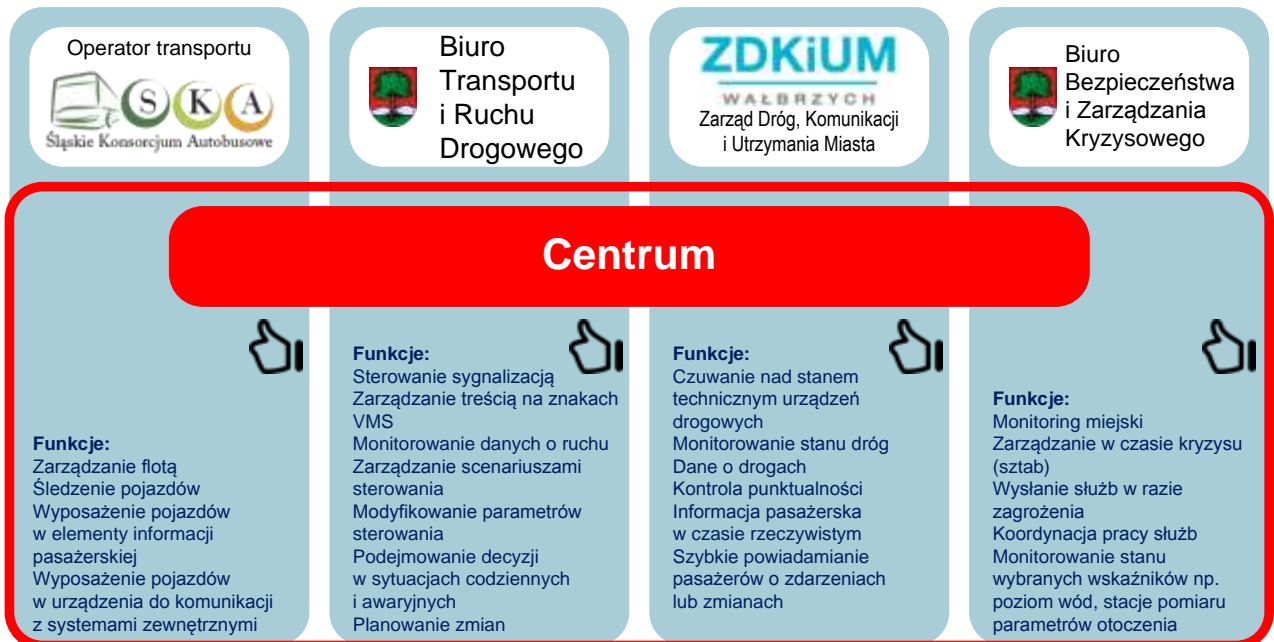 Operator transportu
SKA
Śląskie Konsorcjum Autobusowe
Biuro
Transportu
i Ruchu
Drogowego
ZDKiUM
WAŁBRZYCH
Zarząd Dróg, Komunikacji
i Utrzymania Miasta
Biuro
Bezpieczeństwa
i Zarządzania
Kryzysowego
Centrum
Funkcje:
Zarządzanie flotą
Śledzenie pojazdów
Wyposażenie pojazdów
w elementy informacji
pasażerskiej
Wyposażenie pojazdów
w urządzenia do komunikacji
z systemami zewnętrznymi
Funkcje:
Sterowanie sygnalizacją
Zarządzanie treścią na znakach
VMS
Monitorowanie danych o ruchu
Zarządzanie scenariuszami
sterowania
Modyfikowanie parametrów
sterowania
Podejmowanie decyzji
w sytuacjach codziennych
i awaryjnych
Planowanie zmian
Funkcje:
Czuwanie nad stanem
technicznym urządzeń
drogowych
Monitorowanie stanu dróg
Dane o drogach
Kontrola punktualności
Informacja pasażerska
w czasie rzeczywistym
Szybkie powiadamianie
pasażerów o zdarzeniach
lub zmianach
Funkcje:
Monitoring miejski
Zarządzanie w czasie kryzysu
(sztab)
Wysłanie służb w razie
zagrożenia
Koordynacja pracy służb
Monitorowanie stanu
wybranych wskaźników np.
poziom wód, stacje pomiaru
parametrów otoczenia